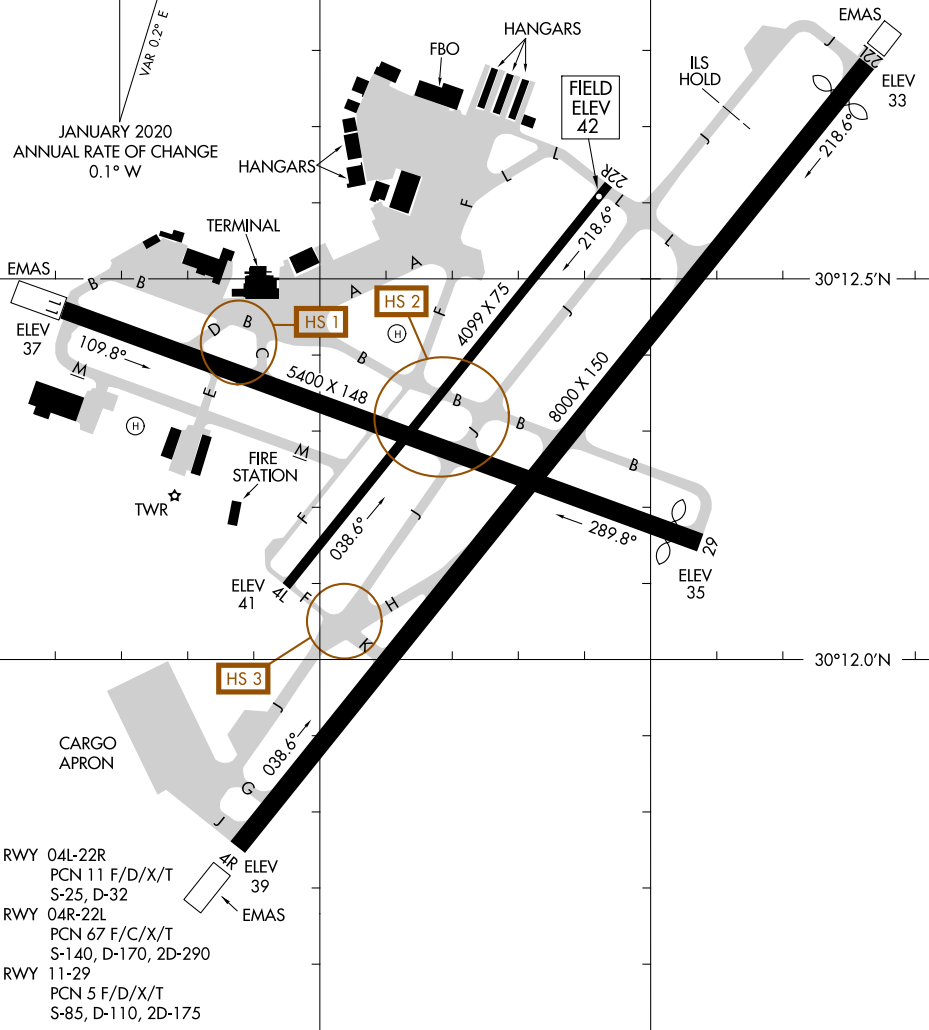 EMAS
HANGARS
FBO
J
22L
VAR 0.2° E
ILS
HOLD
ELEV
33
FIELD
ELEV
42
JANUARY 2020
ANNUAL RATE OF CHANGE
0.1° W
218.6°
J
HANGARS
L
L
22R
F
L
TERMINAL
218.6°
L
EMAS
A
30°12.5'N
B
B
A
HS 2
ELEV
37
11
D
B
HS 1
F
H
4099 X 75
J
C
109.8°
B
5400 X 148
8000 X 150
M
E
B
B
H
J
M
FIRE
STATION
B
TWR
F
J
289.8°
29
038.6°
ELEV
35
ELEV
41
4L
F
H
K
HS 3
30°12.0'N
J
CARGO
APRON
038.6°
G
J
4R
ELEV
39
EMAS
RWY 04L-22R
PCN 11 F/D/X/T
S-25, D-32
RWY 04R-22L
PCN 67 F/C/X/T
S-140, D-170, 2D-290
RWY 11-29
PCN 5 F/D/X/T
S-85, D-110, 2D-175